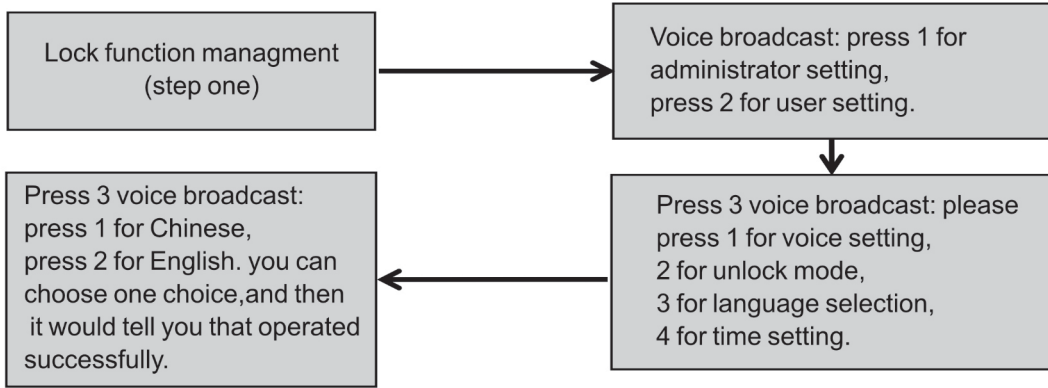 Lock function managment
(step one)
Voice broadcast: press 1 for
administrator setting,
press 2 for user setting.
Press 3 voice broadcast: please
press 1 for voice setting,
2 for unlock mode,
3 for language selection,
4 for time setting.
Press 3 voice broadcast:
press 1 for Chinese,
press 2 for English. you can
choose one choice,and then
it would tell you that operated
successfully.